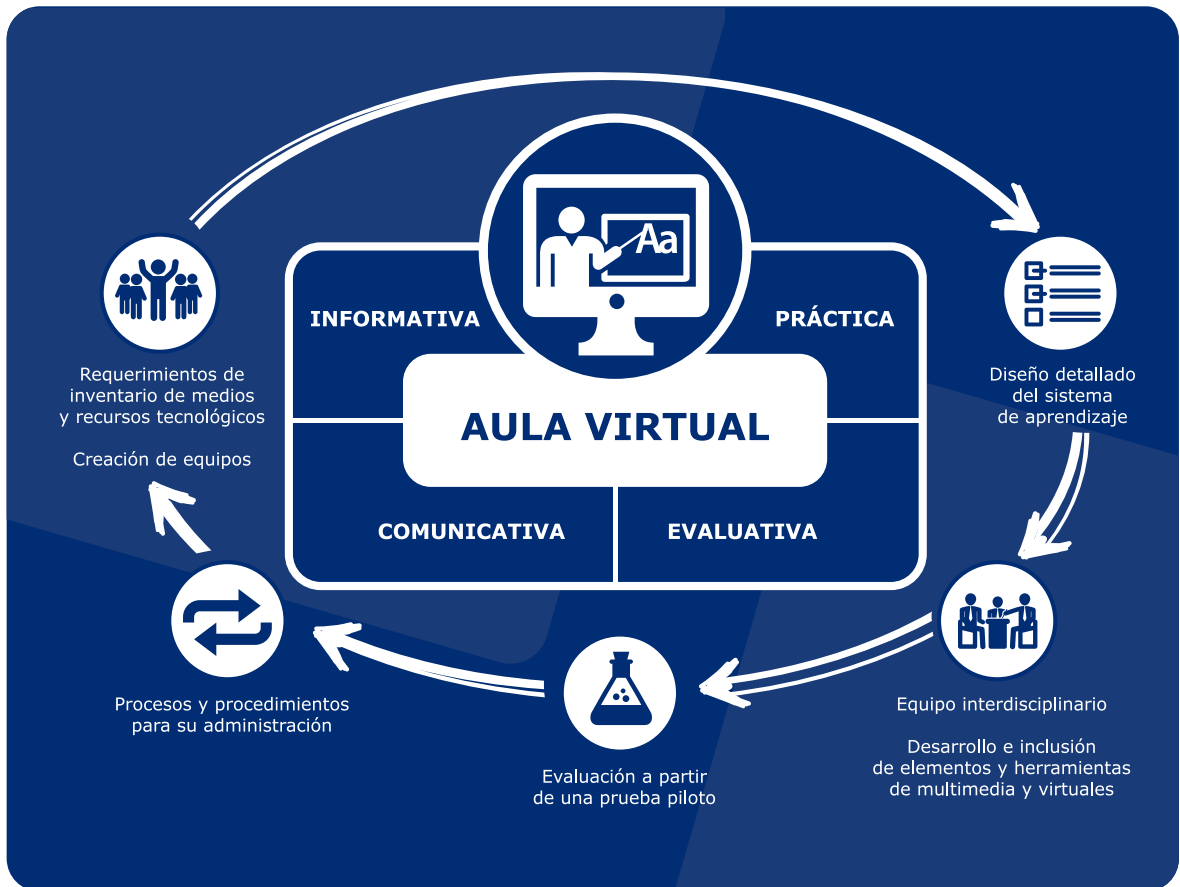 Aa
INFORMATIVA
PRÁCTICA
AULA VIRTUAL
COMUNICATIVA
EVALUATIVA
Requerimientos de
inventario de medios
y recursos tecnológicos
Creación de equipos
Diseño detallado
del sistema
de aprendizaje
Equipo interdisciplinario
Desarrollo e inclusión
de elementos y herramientas
de multimedia y virtuales
Evaluación a partir
de una prueba piloto
Procesos y procedimientos
para su administración